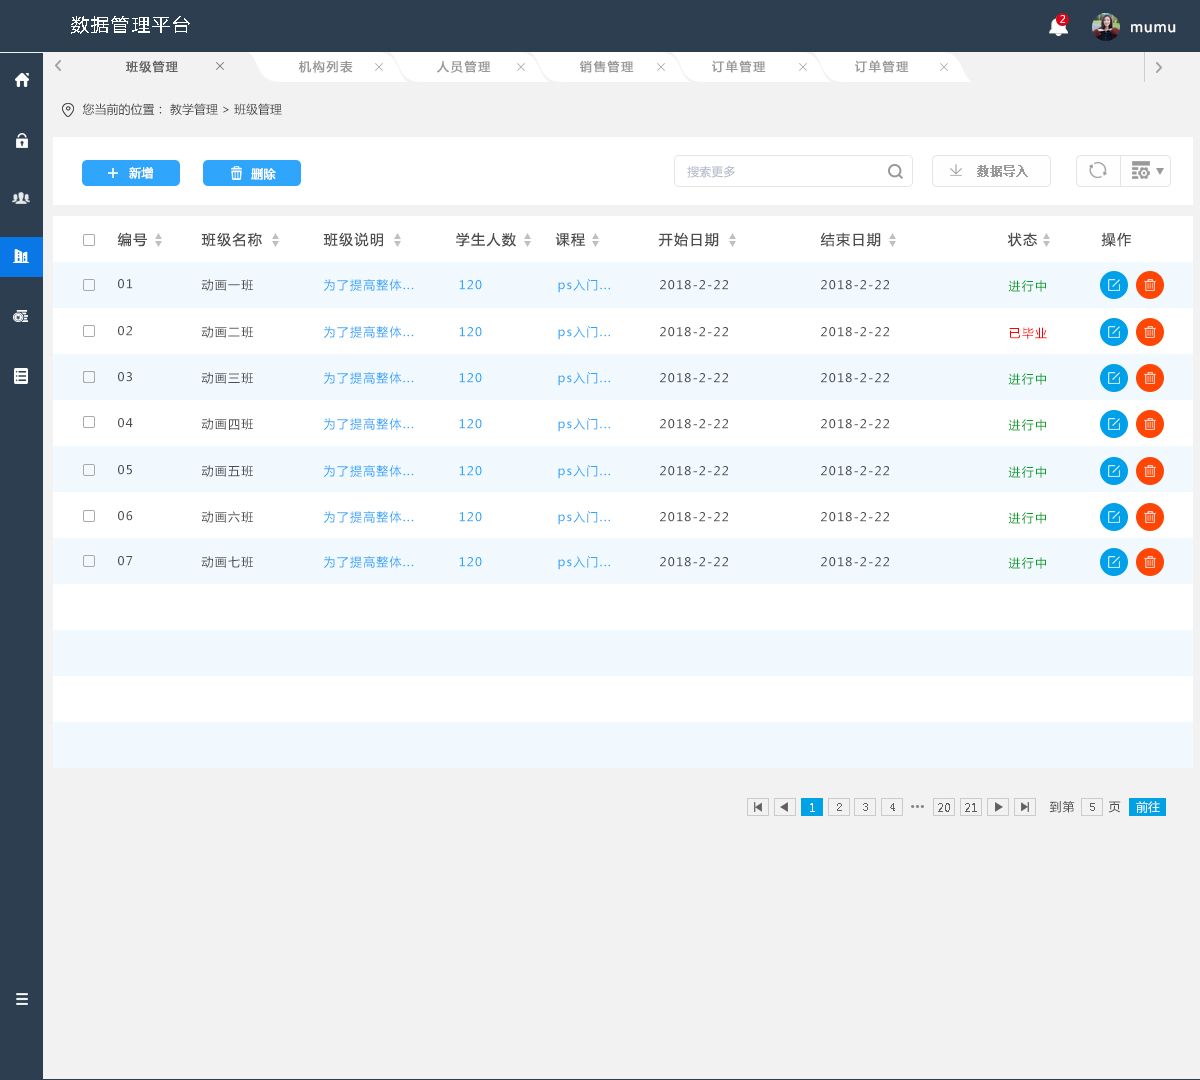 数据管理平台
2
mumu
班级管理 机构列表 人员管理 销售管理 订单管理 订单管理
您当前的位置： 教学管理 > 班级管理
+ 新增 删除 搜索更多 数据导入
编号 班级名称 班级说明 学生人数 课程 开始日期 结束日期 状态 操作
01 动画一班 为了提高整体... 120 ps入门... 2018-2-22 2018-2-22 进行中
02 动画二班 为了提高整体... 120 ps入门... 2018-2-22 2018-2-22 已毕业
03 动画三班 为了提高整体... 120 ps入门... 2018-2-22 2018-2-22 进行中
04 动画四班 为了提高整体... 120 ps入门... 2018-2-22 2018-2-22 进行中
05 动画五班 为了提高整体... 120 ps入门... 2018-2-22 2018-2-22 进行中
06 动画六班 为了提高整体... 120 ps入门... 2018-2-22 2018-2-22 进行中
07 动画七班 为了提高整体... 120 ps入门... 2018-2-22 2018-2-22 进行中
1 2 3 4 ••• 20 21 到第 5 页 前往